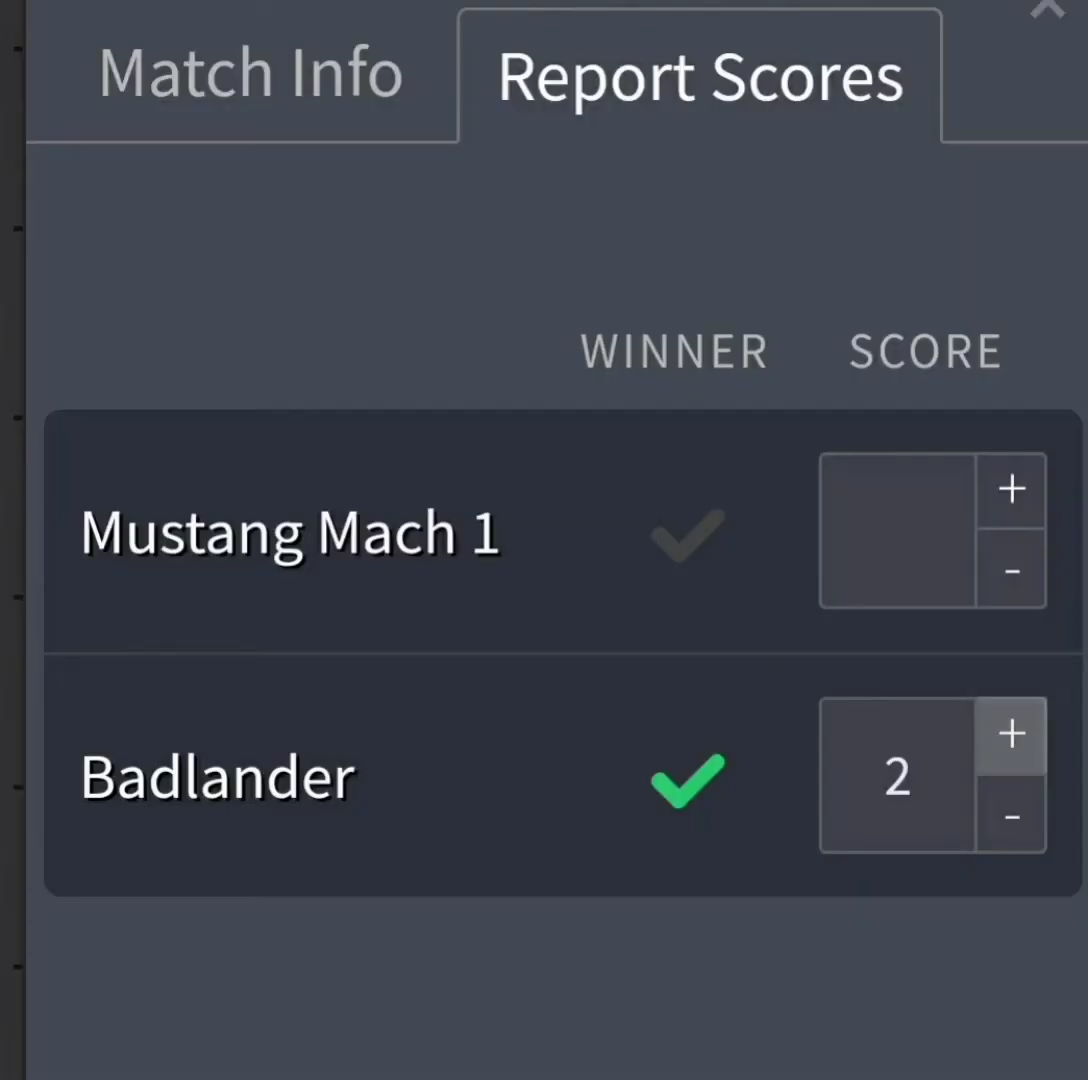 Match Info Report Scores
WINNER SCORE
Mustang Mach 1 +
-
Badlander 2 +
-